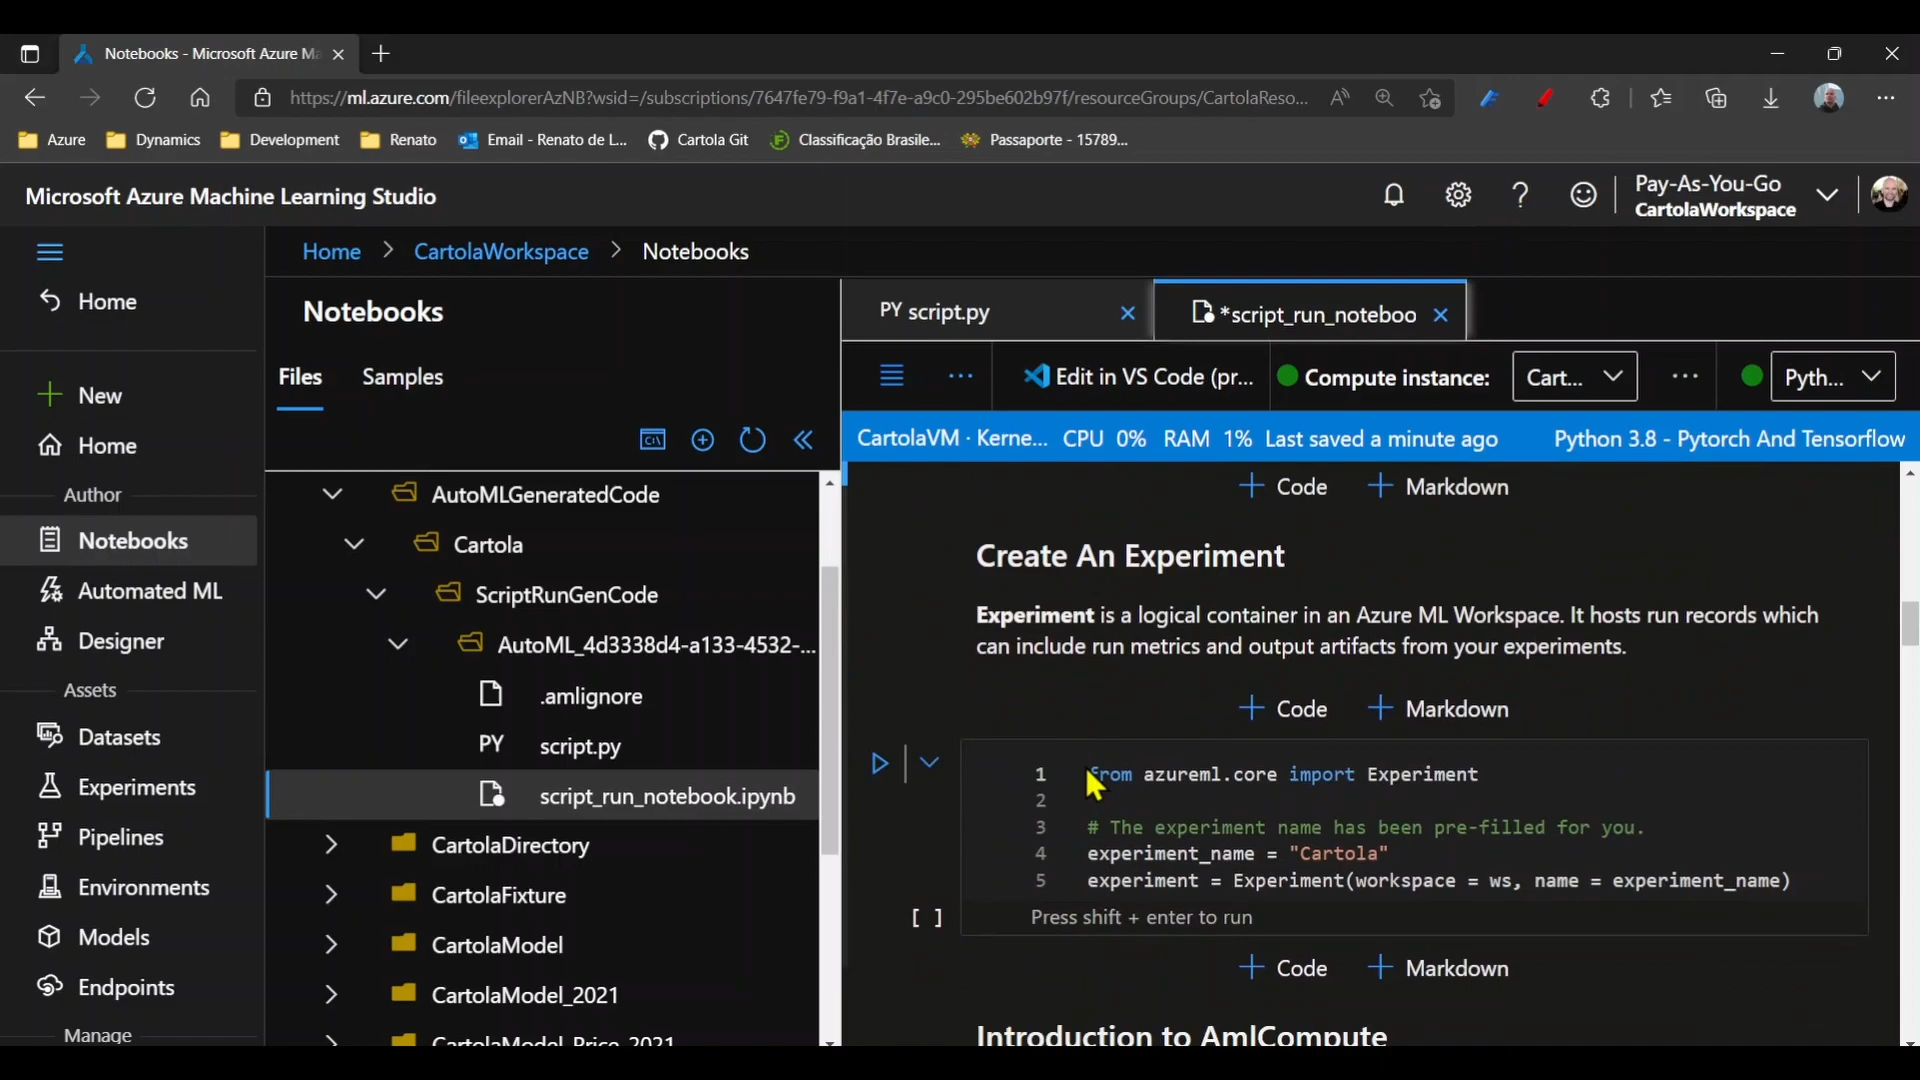 Notebooks - Microsoft Azure Ma
https://ml.azure.com/fileexplorerAzNB?wsid=/subscriptions/7647fe79-f9a1-4f7e-a9c0-295be602b97f/resourceGroups/CartolaReso...
Azure Dynamics Development Renato Email - Renato de L... Cartola Git Classificação Brasile... Passaporte - 15789...
Microsoft Azure Machine Learning Studio
Pay-As-You-Go
CartolaWorkspace
Home > CartolaWorkspace > Notebooks
Home
New
Home
Author
Notebooks
Automated ML
Designer
Assets
Datasets
Experiments
Pipelines
Environments
Models
Endpoints
Manage
Notebooks
Files Samples
AutoMLGeneratedCode
Cartola
ScriptRunGenCode
AutoML_4d3338d4-a133-4532-...
.amlignore
PY script.py
script_run_notebook.ipynb
CartolaDirectory
CartolaFixture
CartolaModel
CartolaModel_2021
CartolaModel_Price_2021
PY script.py
*script_run_noteboo
Edit in VS Code (pr... Compute instance: Cart... ... Pyth...
CartolaVM · Kerne... CPU 0% RAM 1% Last saved a minute ago Python 3.8 - Pytorch And Tensorflow
+ Code + Markdown
Create An Experiment
Experiment is a logical container in an Azure ML Workspace. It hosts run records which
can include run metrics and output artifacts from your experiments.
+ Code + Markdown
1 from azureml.core import Experiment
2
3 # The experiment name has been pre-filled for you.
4 experiment_name = "Cartola"
5 experiment = Experiment(workspace = ws, name = experiment_name)
[ ] Press shift + enter to run
+ Code + Markdown
Introduction to AmlCompute